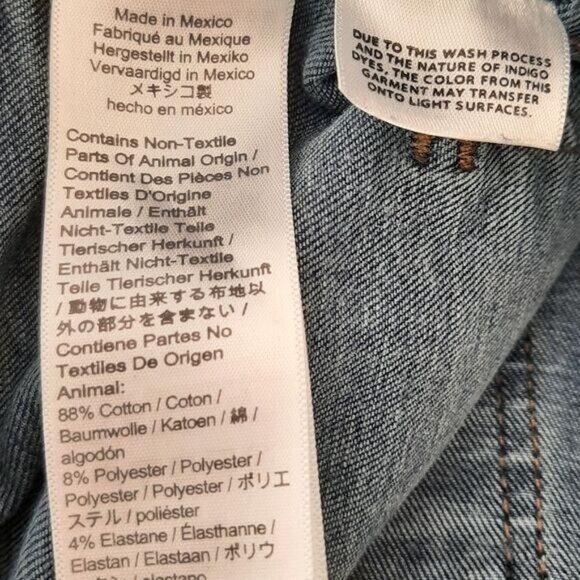 Made in Mexico
Fabriqué au Mexique
Hergestellt in Mexiko
Vervaardigd in Mexico
メキシコ製
hecho en méxico
Contains Non-Textile
Parts Of Animal Origin /
Contient Des Pièces Non
Textiles D'Origine
Animale / Enthält
Nicht-Textile Teile
Tierischer Herkunft /
Enthält Nicht-Textile
Teile Tierischer Herkunft
/ 動物に由来する布地以
外の部分を含まない /
Contiene Partes No
Textiles De Origen
Animal:
88% Cotton / Coton /
Baumwolle / Katoen / 綿 /
algodón
8% Polyester / Polyester /
Polyester / Polyester / ポリエ
ステル / poliéster
4% Elastane / Élasthanne /
Elastan / Elastaan / ポリウ
DUE TO THIS WASH PROCESS
AND THE NATURE OF INDIGO
DYES, THE COLOR FROM THIS
GARMENT MAY TRANSFER
ONTO LIGHT SURFACES.